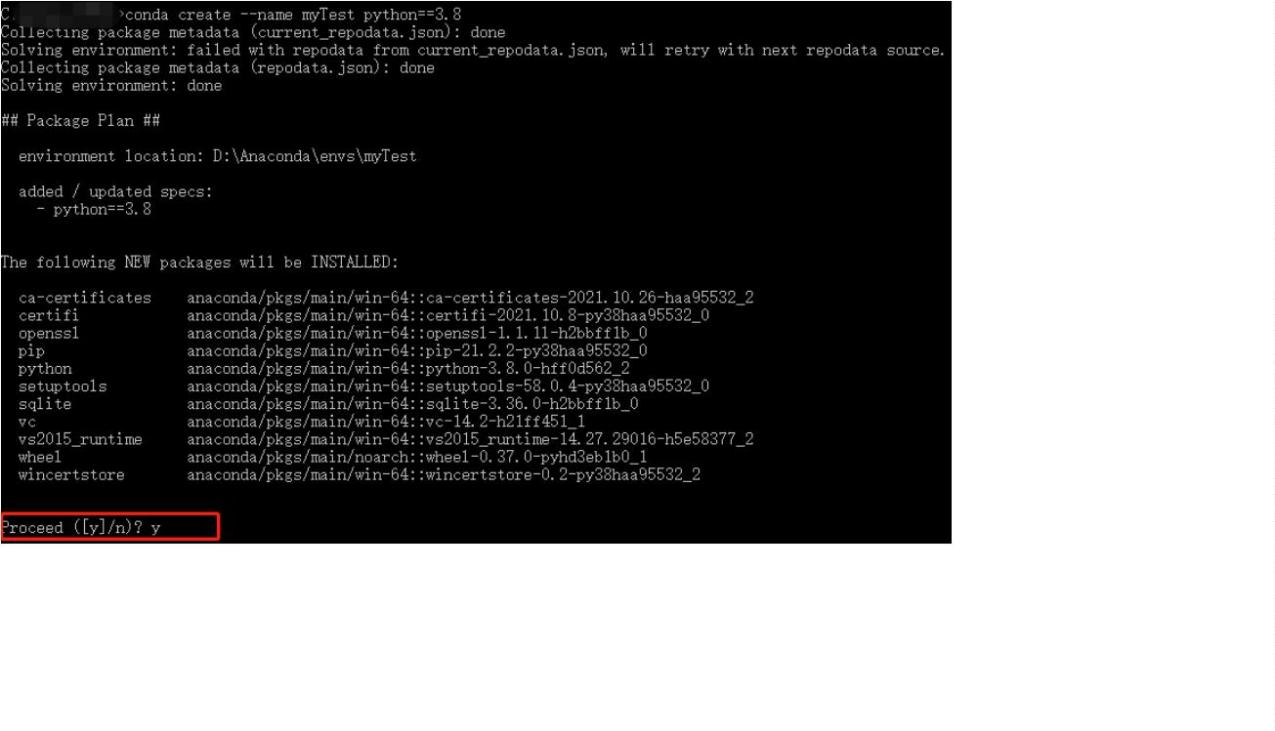 C:          >conda create --name myTest python==3.8
Collecting package metadata (current_repodata.json): done
Solving environment: failed with repodata from current_repodata.json, will retry with next repodata source.
Collecting package metadata (repodata.json): done
Solving environment: done
## Package Plan ##
environment location: D:\Anaconda\envs\myTest
added / updated specs:
- python==3.8
The following NEW packages will be INSTALLED:
ca-certificates anaconda/pkgs/main/win-64::ca-certificates-2021.10.26-haa95532_2
certifi anaconda/pkgs/main/win-64::certifi-2021.10.8-py38haa95532_0
openssl anaconda/pkgs/main/win-64::openssl-1.1.1l-h2bbff1b_0
pip anaconda/pkgs/main/win-64::pip-21.2.2-py38haa95532_0
python anaconda/pkgs/main/win-64::python-3.8.0-hff0d562_2
setuptools anaconda/pkgs/main/win-64::setuptools-58.0.4-py38haa95532_0
sqlite anaconda/pkgs/main/win-64::sqlite-3.36.0-h2bbff1b_0
vc anaconda/pkgs/main/win-64::vc-14.2-h21ff451_1
vs2015_runtime anaconda/pkgs/main/win-64::vs2015_runtime-14.27.29016-h5e58377_2
wheel anaconda/pkgs/main/noarch::wheel-0.37.0-pyhd3eb1b0_1
wincertstore anaconda/pkgs/main/win-64::wincertstore-0.2-py38haa95532_2
Proceed ([y]/n)? y